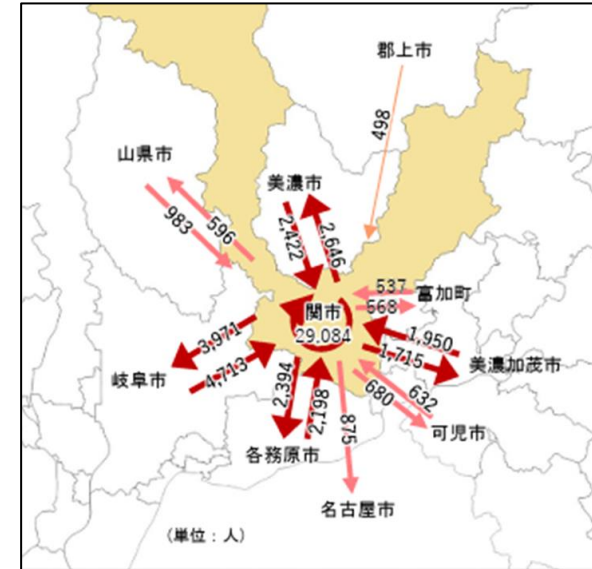 郡上市
498
山県市
美濃市
983
596
2,422
2,646
537
富加町
568
関市
29,084
3,971
1,950
1,715
美濃加茂市
岐阜市
4,713
2,394
2,198
875
680
632
可児市
各務原市
名古屋市
(単位:人)